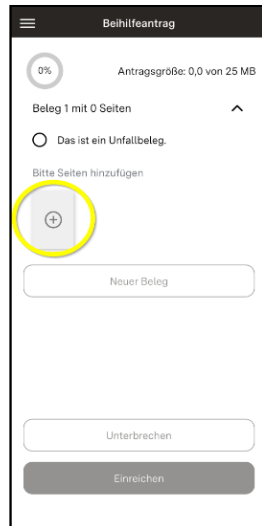 Beihilfeantrag
0%
Antragsgröße: 0,0 von 25 MB
Beleg 1 mit 0 Seiten
Das ist ein Unfallbeleg.
Bitte Seiten hinzufügen
Neuer Beleg
Unterbrechen
Einreichen